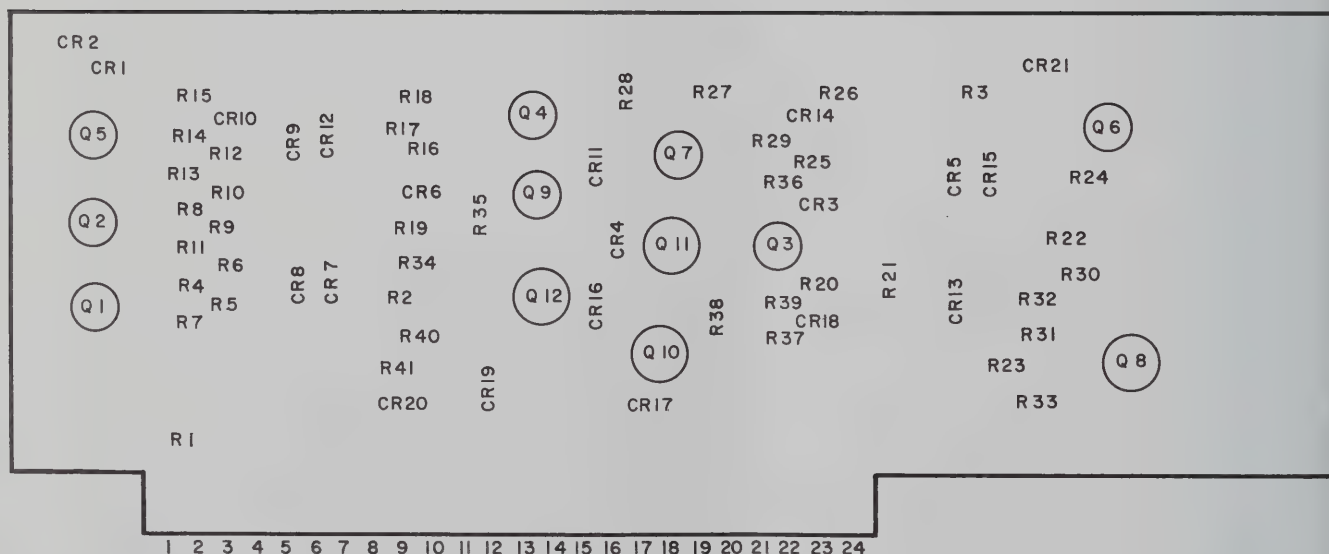 CR2
CR1 CR21
R15 R18 R28 R27 R26 R3
CR10 Q4 CR14
Q5 R14 CR9 CR12 R17 Q6
R12 R16 Q7 R29
R13 CR11 R25 CR5 CR15 R24
R10 CR6 R35 Q9 R36
R8 CR3
Q2 R9 R19 CR4 Q11 Q3 R22
R11
R6 R34 R21 R30
R4 CR8 CR7 R20
Q1 R5 R2 Q12 CR16 R38 R39 CR13 R32
R7 CR18
R40 R37 R31
R41 Q10 R23 Q8
CR20 CR19 CR17 R33
R1
1 2 3 4 5 6 7 8 9 10 11 12 13 14 15 16 17 18 19 20 21 22 23 24